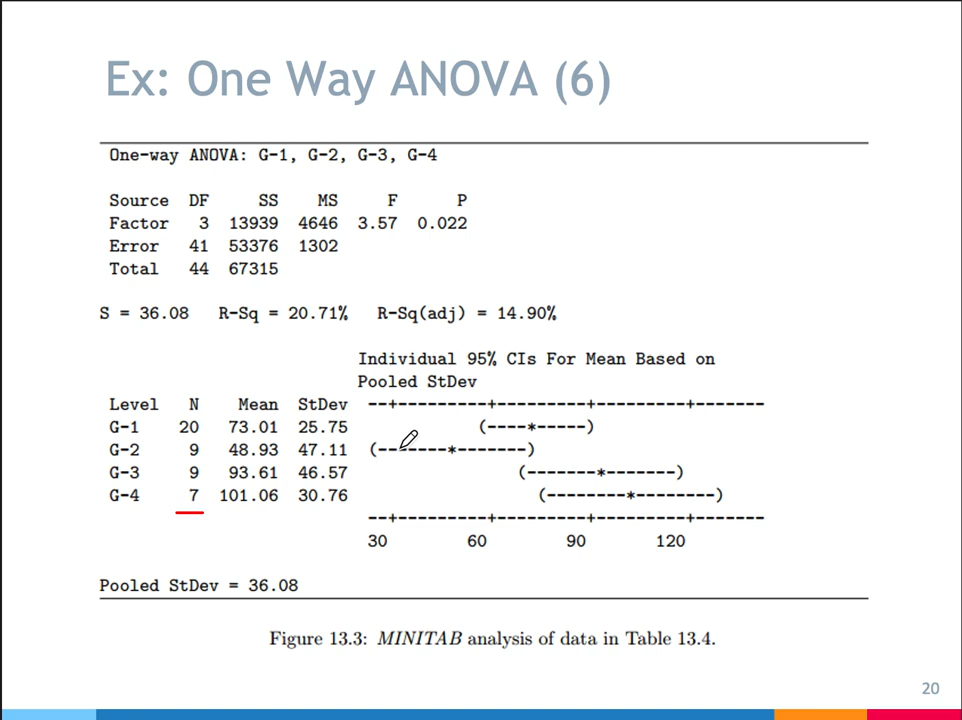 Ex: One Way ANOVA (6)
One-way ANOVA: G-1, G-2, G-3, G-4
Source DF SS MS F P
Factor 3 13939 4646 3.57 0.022
Error 41 53376 1302
Total 44 67315
S = 36.08 R-Sq = 20.71% R-Sq(adj) = 14.90%
Individual 95% CIs For Mean Based on
Pooled StDev
Level N Mean StDev --+---------+---------+---------+-------
G-1 20 73.01 25.75 (----*-----)
G-2 9 48.93 47.11 (-------*-------)
G-3 9 93.61 46.57 (-------*-------)
G-4 7 101.06 30.76 (--------*--------)
--+---------+---------+---------+-------
30 60 90 120
Pooled StDev = 36.08
Figure 13.3: MINITAB analysis of data in Table 13.4.
20